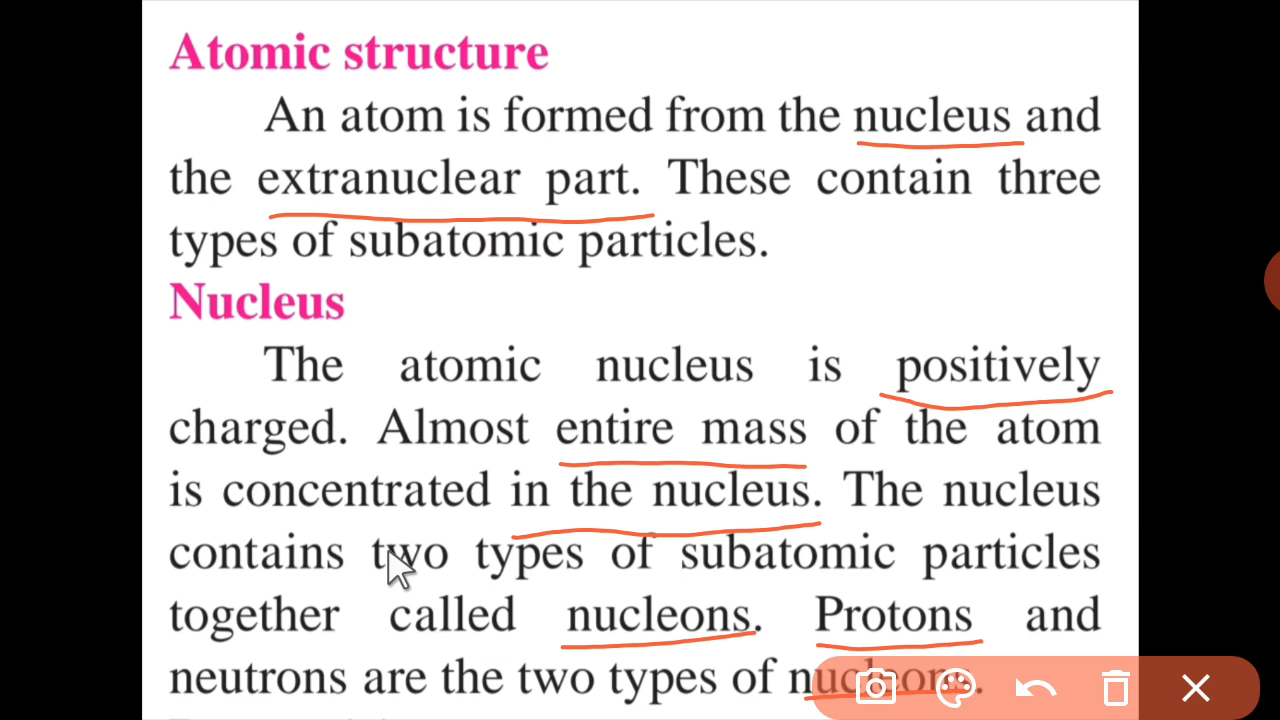 Atomic structure
An atom is formed from the nucleus and
the extranuclear part. These contain three
types of subatomic particles.
Nucleus
The atomic nucleus is positively
charged. Almost entire mass of the atom
is concentrated in the nucleus. The nucleus
contains two types of subatomic particles
together called nucleons. Protons and
neutrons are the two types of nucleons.